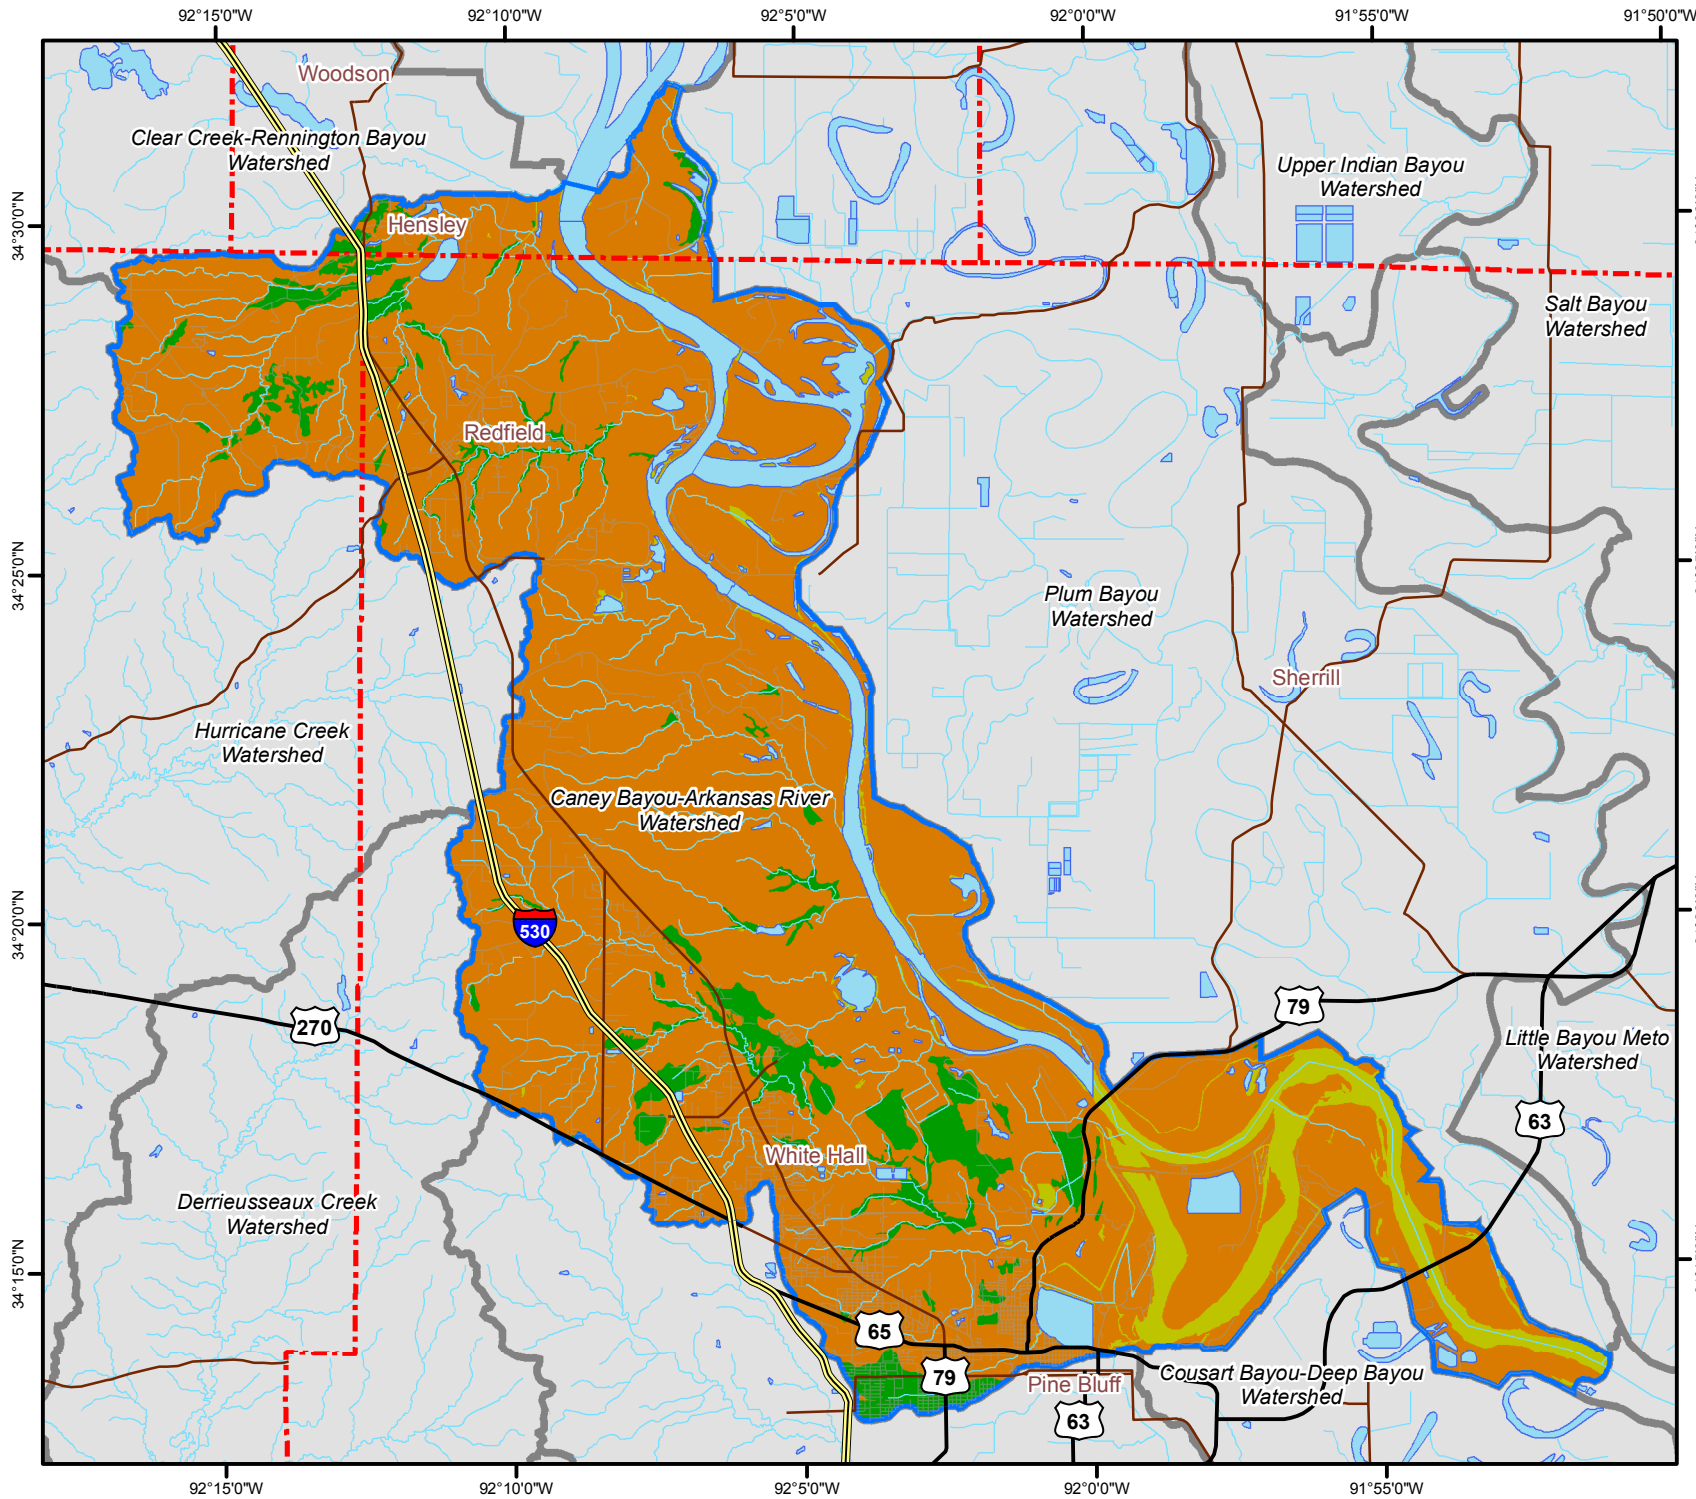 92°15'0"W
92°10'0"W
92°5'0"W
92°0'0"W
91°55'0"W
91°50'0"W
Woodson
Clear Creek-Rennington Bayou
Watershed
Upper Indian Bayou
Watershed
34°30'0"N
Hensley
Salt Bayou
Watershed
Redfield
34°25'0"N
Plum Bayou
Watershed
Sherrill
Hurricane Creek
Watershed
Caney Bayou-Arkansas River
Watershed
34°20'0"N
530
79
270
Little Bayou Meto
Watershed
63
White Hall
Derrieusseaux Creek
Watershed
34°15'0"N
65
79
Pine Bluff
Cousart Bayou-Deep Bayou
Watershed
63
92°15'0"W
92°10'0"W
92°5'0"W
92°0'0"W
91°55'0"W